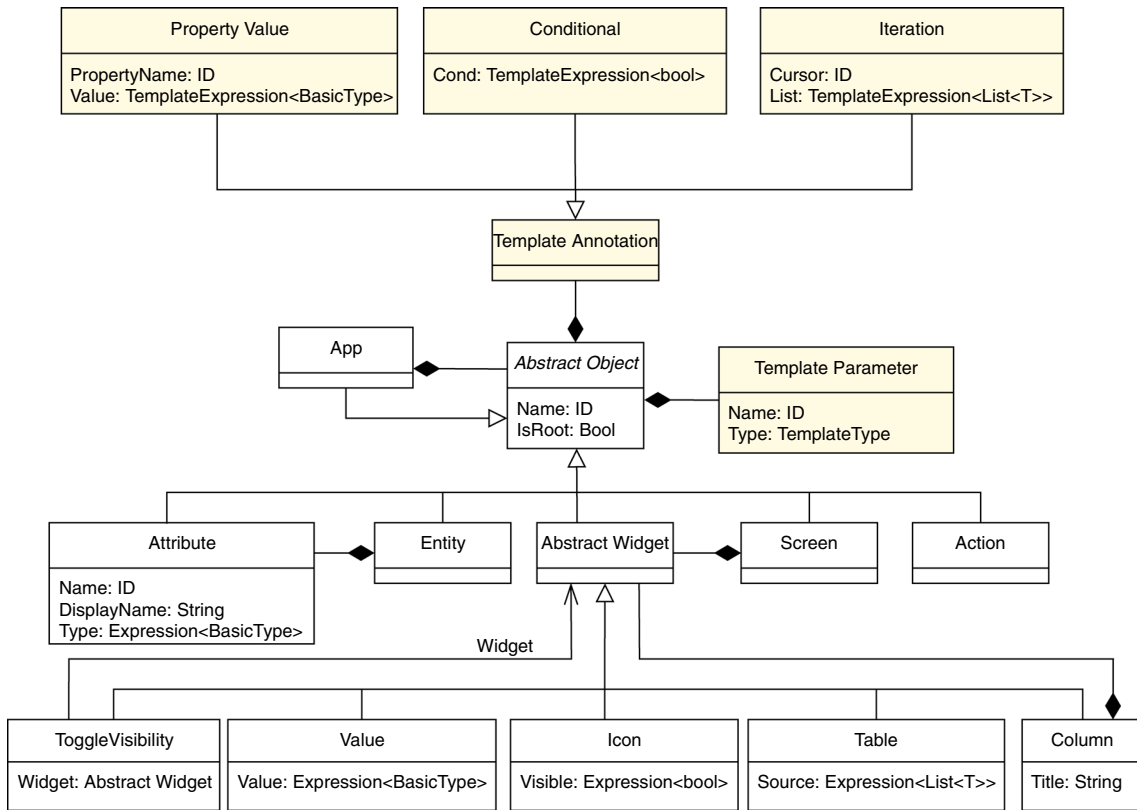 Property Value
PropertyName: ID
Value: TemplateExpression<BasicType>
Conditional
Cond: TemplateExpression<bool>
Iteration
Cursor: ID
List: TemplateExpression<List<T>>
Template Annotation
App
Abstract Object
Name: ID
IsRoot: Bool
Template Parameter
Name: ID
Type: TemplateType
Attribute
Name: ID
DisplayName: String
Type: Expression<BasicType>
Entity
Abstract Widget
Screen
Action
Widget
ToggleVisibility
Widget: Abstract Widget
Value
Value: Expression<BasicType>
Icon
Visible: Expression<bool>
Table
Source: Expression<List<T>>
Column
Title: String